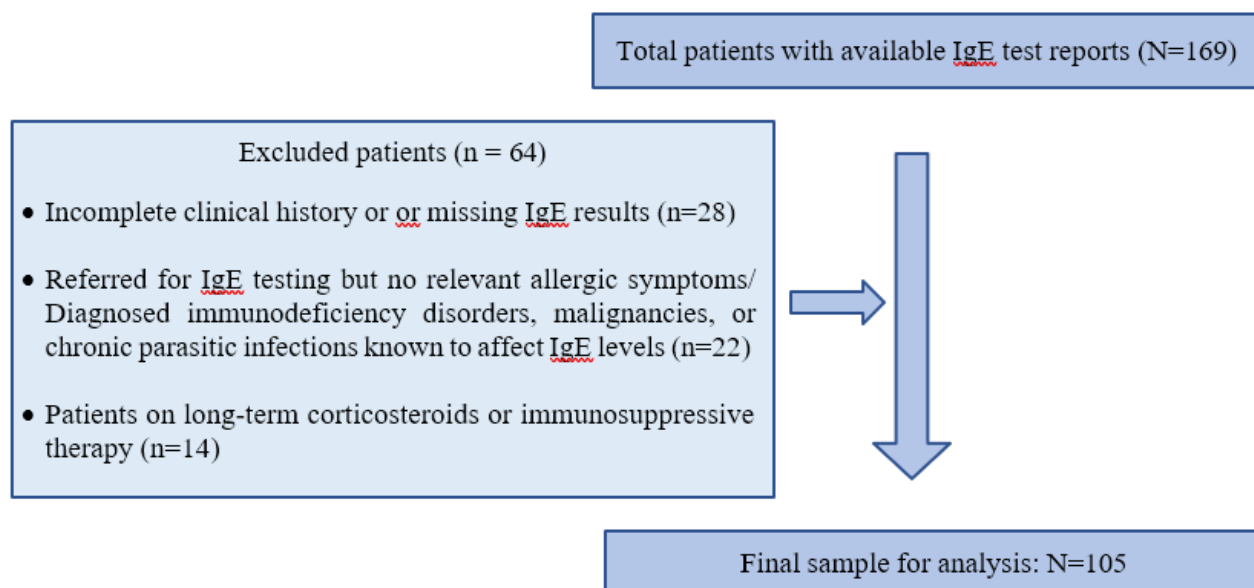 Total patients with available IgE test reports (N=169)
Excluded patients (n = 64)
• Incomplete clinical history or or missing IgE results (n=28)
• Referred for IgE testing but no relevant allergic symptoms/
Diagnosed immunodeficiency disorders, malignancies, or
chronic parasitic infections known to affect IgE levels (n=22)
• Patients on long-term corticosteroids or immunosuppressive
therapy (n=14)
Final sample for analysis: N=105